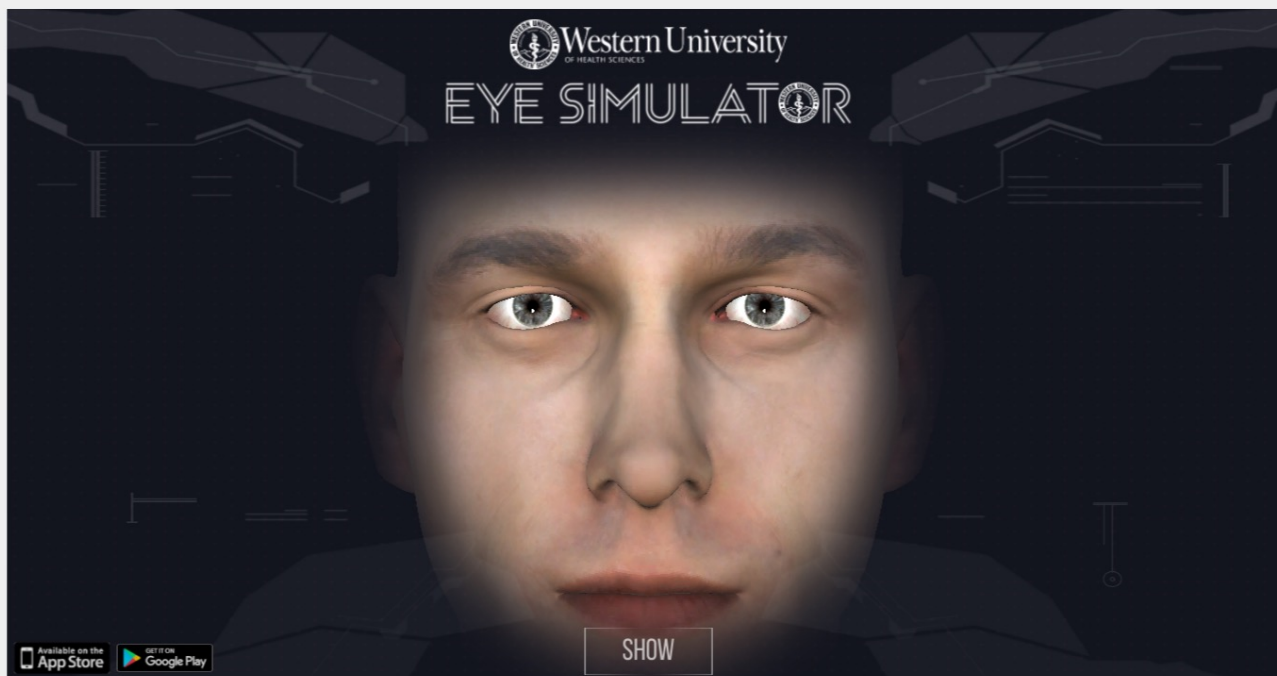 Western University
OF HEALTH SCIENCES
EYE SIMULATOR
SHOW
Available on the
App Store
GET IT ON
Google Play